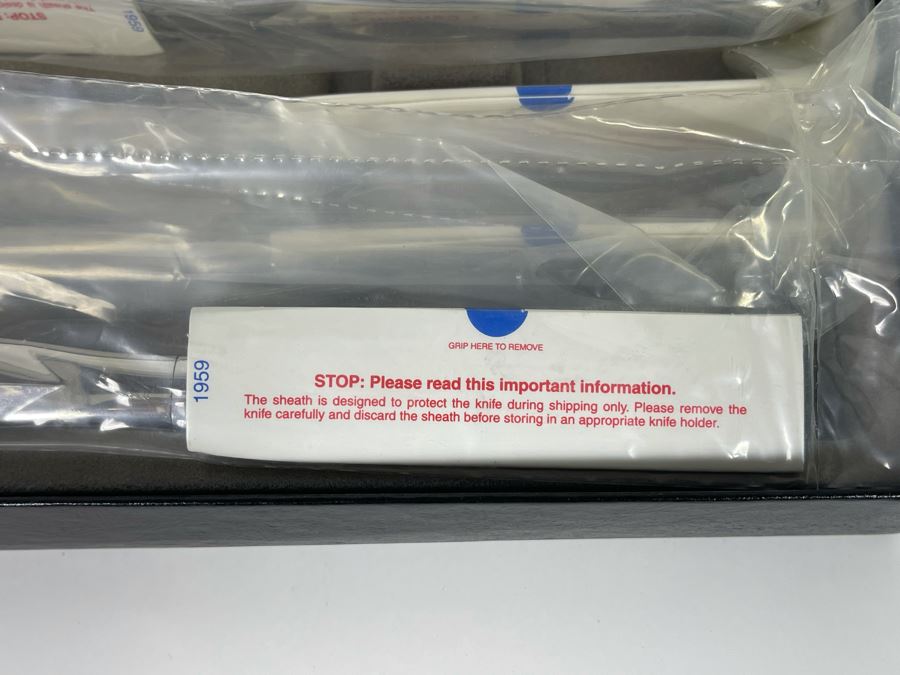 STOP:
1959
GRIP HERE TO REMOVE
1959
STOP: Please read this important information.
The sheath is designed to protect the knife during shipping only. Please remove the
knife carefully and discard the sheath before storing in an appropriate knife holder.